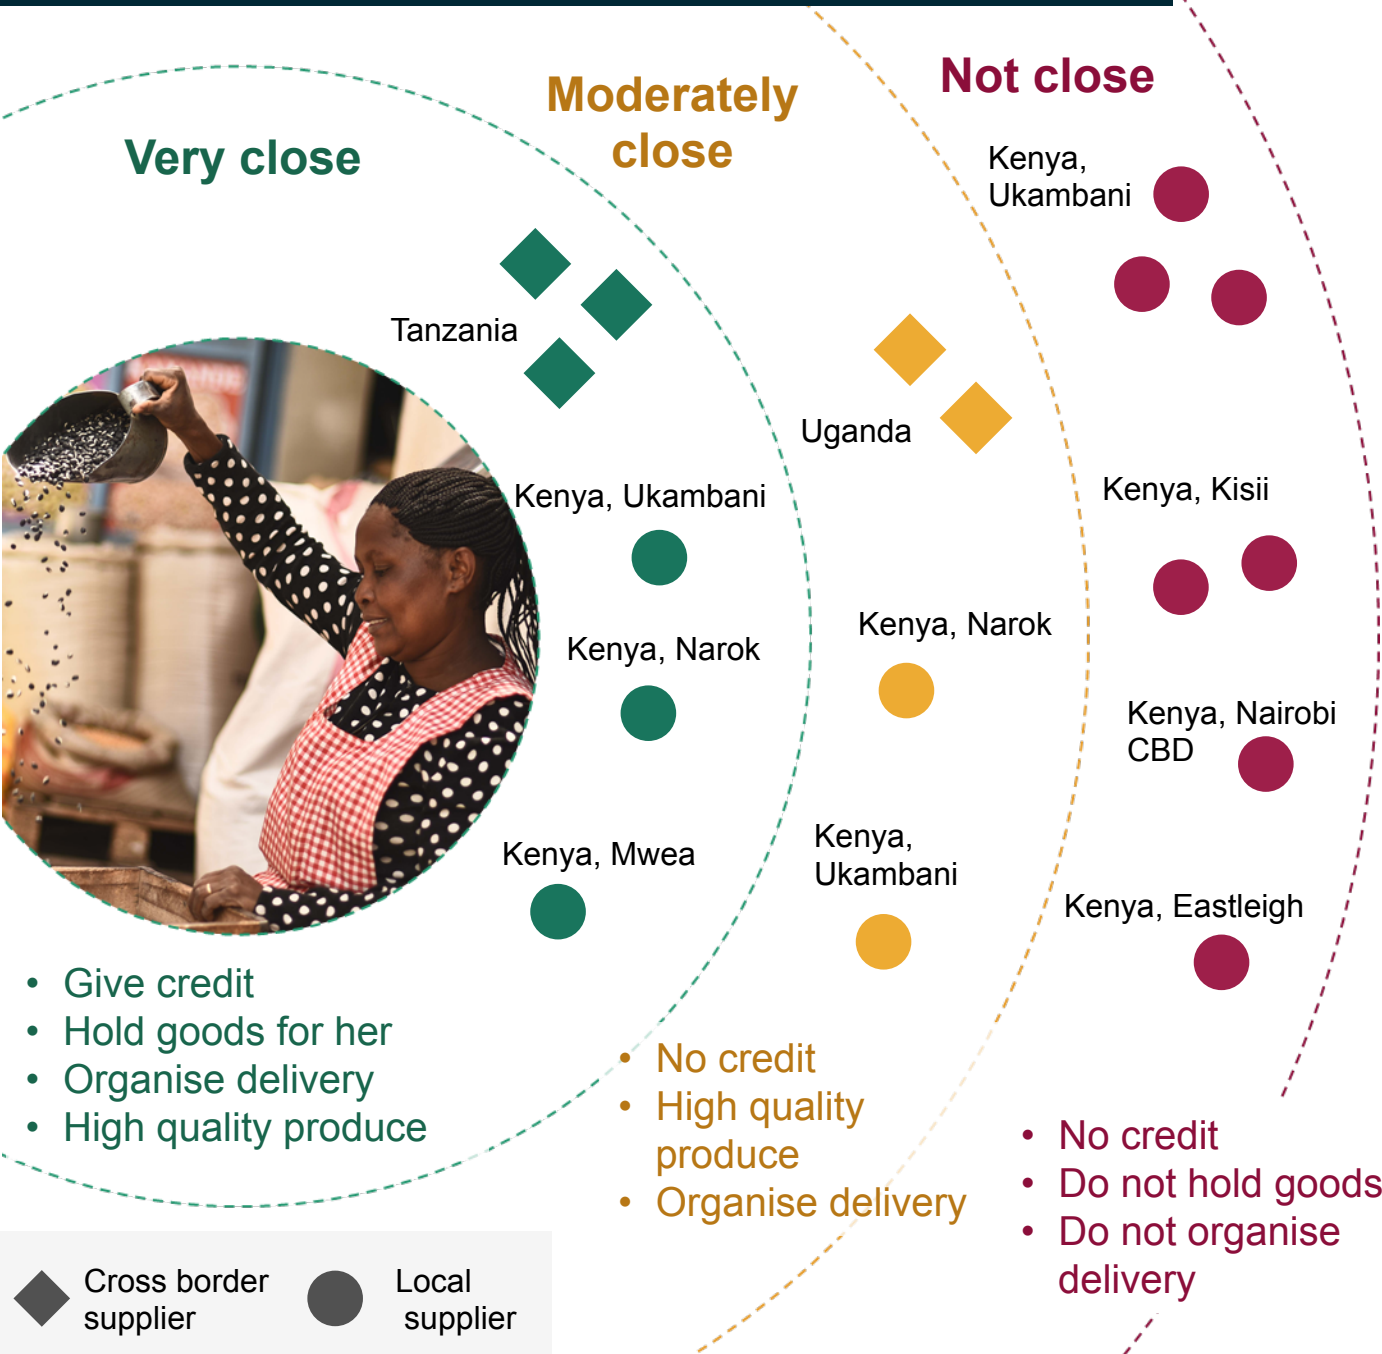 Very close
Moderately
close
Not close
Kenya,
Ukambani
Tanzania
Uganda
Kenya, Ukambani
Kenya, Kisii
Kenya, Narok
Kenya, Narok
Kenya, Nairobi
CBD
Kenya, Mwea
Kenya,
Ukambani
Kenya, Eastleigh
• Give credit
• Hold goods for her
• Organise delivery
• High quality produce
• No credit
• High quality
produce
• Organise delivery
• No credit
• Do not hold goods
• Do not organise
delivery
Cross border
supplier
Local
supplier